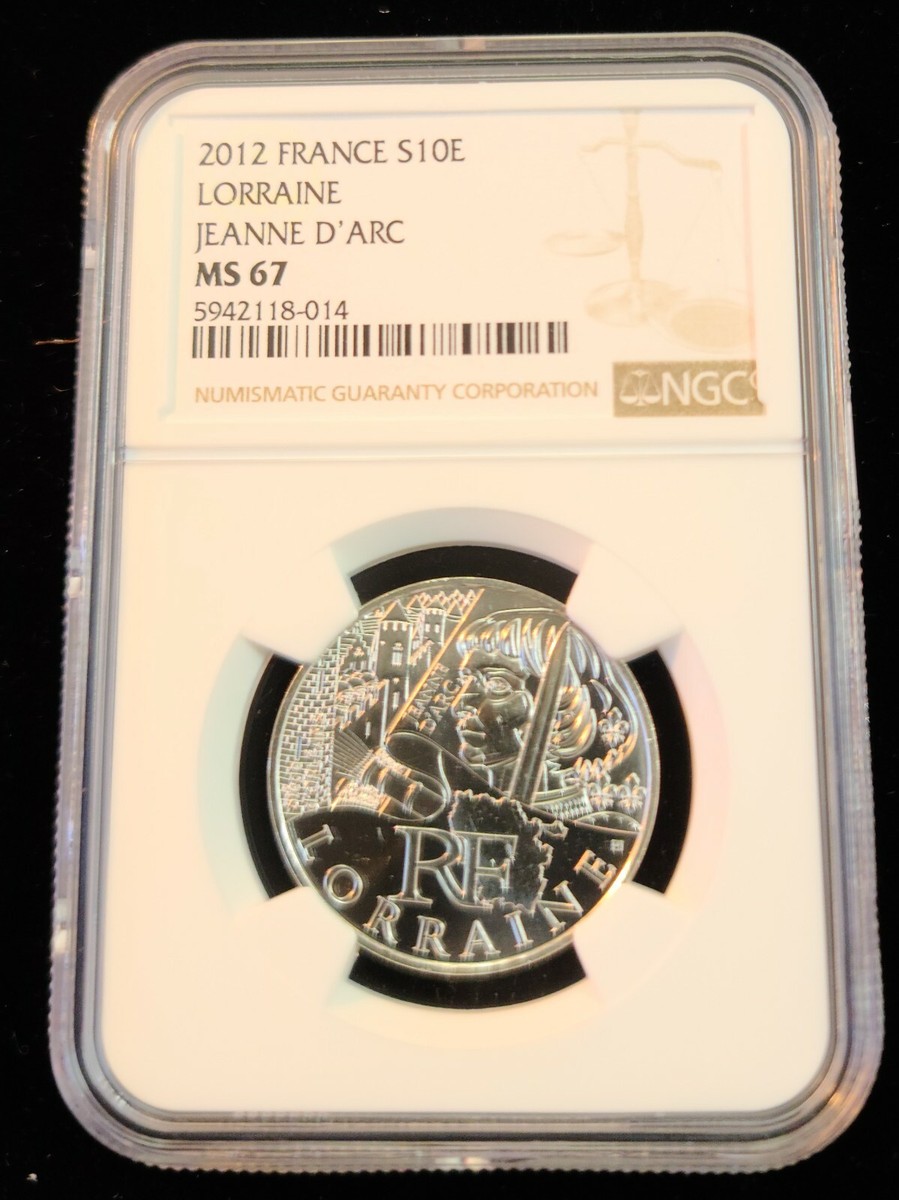 2012 FRANCE S10E
LORRAINE
JEANNE D'ARC
MS 67
5942118-014
NUMISMATIC GUARANTY CORPORATION
NGC
JEANNE
D'ARC
RF
LORRAINE